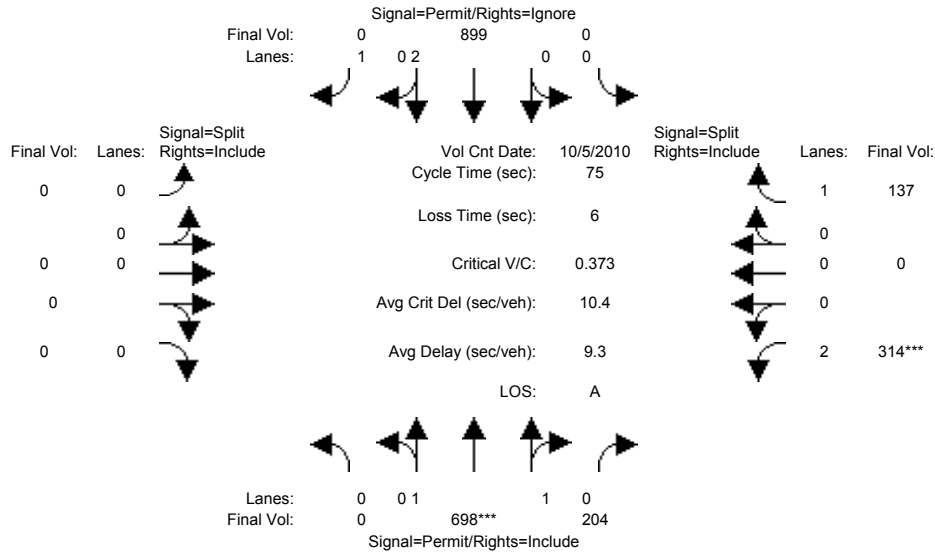 Signal=Permit/Rights=Ignore
Final Vol: 0 899 0
Lanes: 1 0 2 0 0
Signal=Split Signal=Split
Final Vol: Lanes: Rights=Include Vol Cnt Date: 10/5/2010 Rights=Include Lanes: Final Vol:
Cycle Time (sec): 75
0 0 1 137
Loss Time (sec): 6
0 0
0 0 Critical V/C: 0.373 0 0
0 Avg Crit Del (sec/veh): 10.4 0
0 0 Avg Delay (sec/veh): 9.3 2 314***
LOS: A
Lanes: 0 0 1 1 0
Final Vol: 0 698*** 204
Signal=Permit/Rights=Include